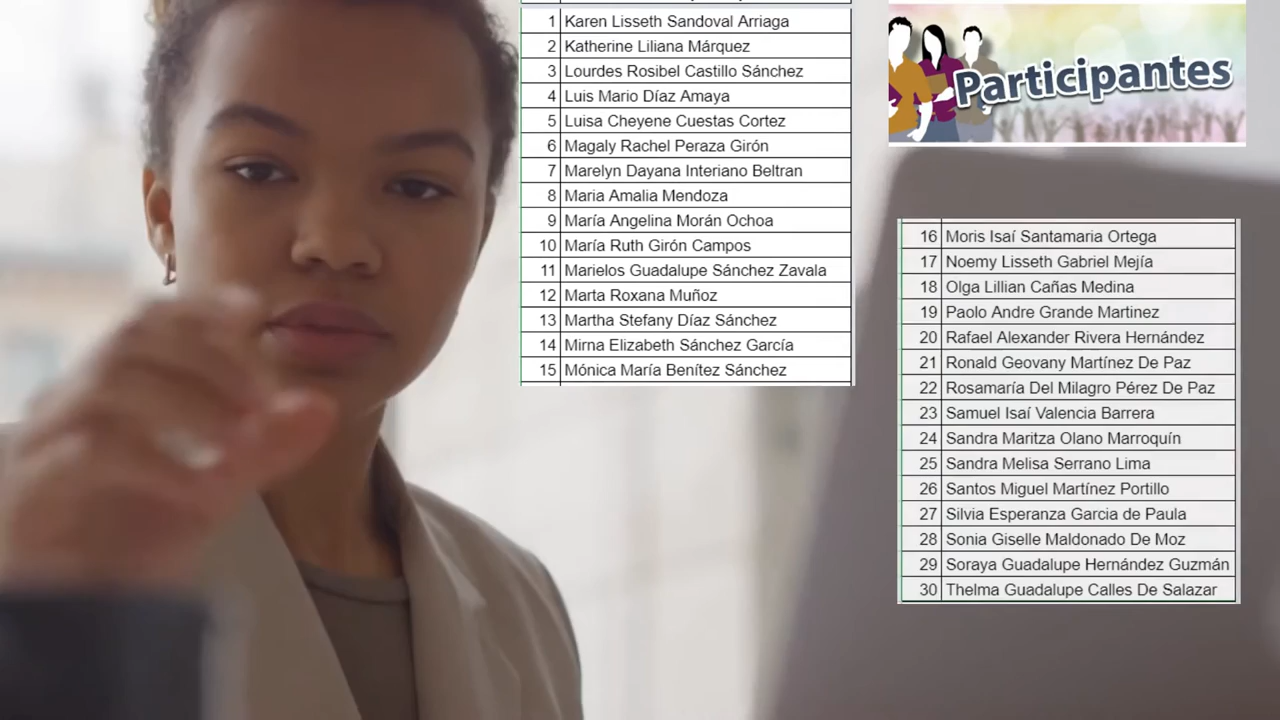 1 Karen Lisseth Sandoval Arriaga
2 Katherine Liliana Márquez
3 Lourdes Rosibel Castillo Sánchez
4 Luis Mario Díaz Amaya
5 Luisa Cheyene Cuestas Cortez
6 Magaly Rachel Peraza Girón
7 Marelyn Dayana Interiano Beltran
8 Maria Amalia Mendoza
9 María Angelina Morán Ochoa
10 María Ruth Girón Campos
11 Marielos Guadalupe Sánchez Zavala
12 Marta Roxana Muñoz
13 Martha Stefany Díaz Sánchez
14 Mirna Elizabeth Sánchez García
15 Mónica María Benítez Sánchez
Participantes
16 Moris Isaí Santamaria Ortega
17 Noemy Lisseth Gabriel Mejía
18 Olga Lillian Cañas Medina
19 Paolo Andre Grande Martinez
20 Rafael Alexander Rivera Hernández
21 Ronald Geovany Martínez De Paz
22 Rosamaría Del Milagro Pérez De Paz
23 Samuel Isaí Valencia Barrera
24 Sandra Maritza Olano Marroquín
25 Sandra Melisa Serrano Lima
26 Santos Miguel Martínez Portillo
27 Silvia Esperanza Garcia de Paula
28 Sonia Giselle Maldonado De Moz
29 Soraya Guadalupe Hernández Guzmán
30 Thelma Guadalupe Calles De Salazar